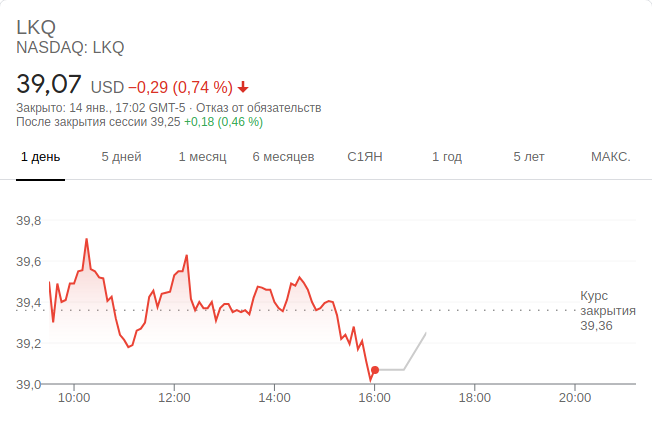 LKQ
NASDAQ: LKQ
39,07 USD −0,29 (0,74 %)
Закрыто: 14 янв., 17:02 GMT-5 · Отказ от обязательств
После закрытия сессии 39,25 +0,18 (0,46 %)
1 день 5 дней 1 месяц 6 месяцев С1ЯН 1 год 5 лет МАКС.
39,8
39,6
39,4
39,2
39,0
Курс
закрытия
39,36
10:00 12:00 14:00 16:00 18:00 20:00